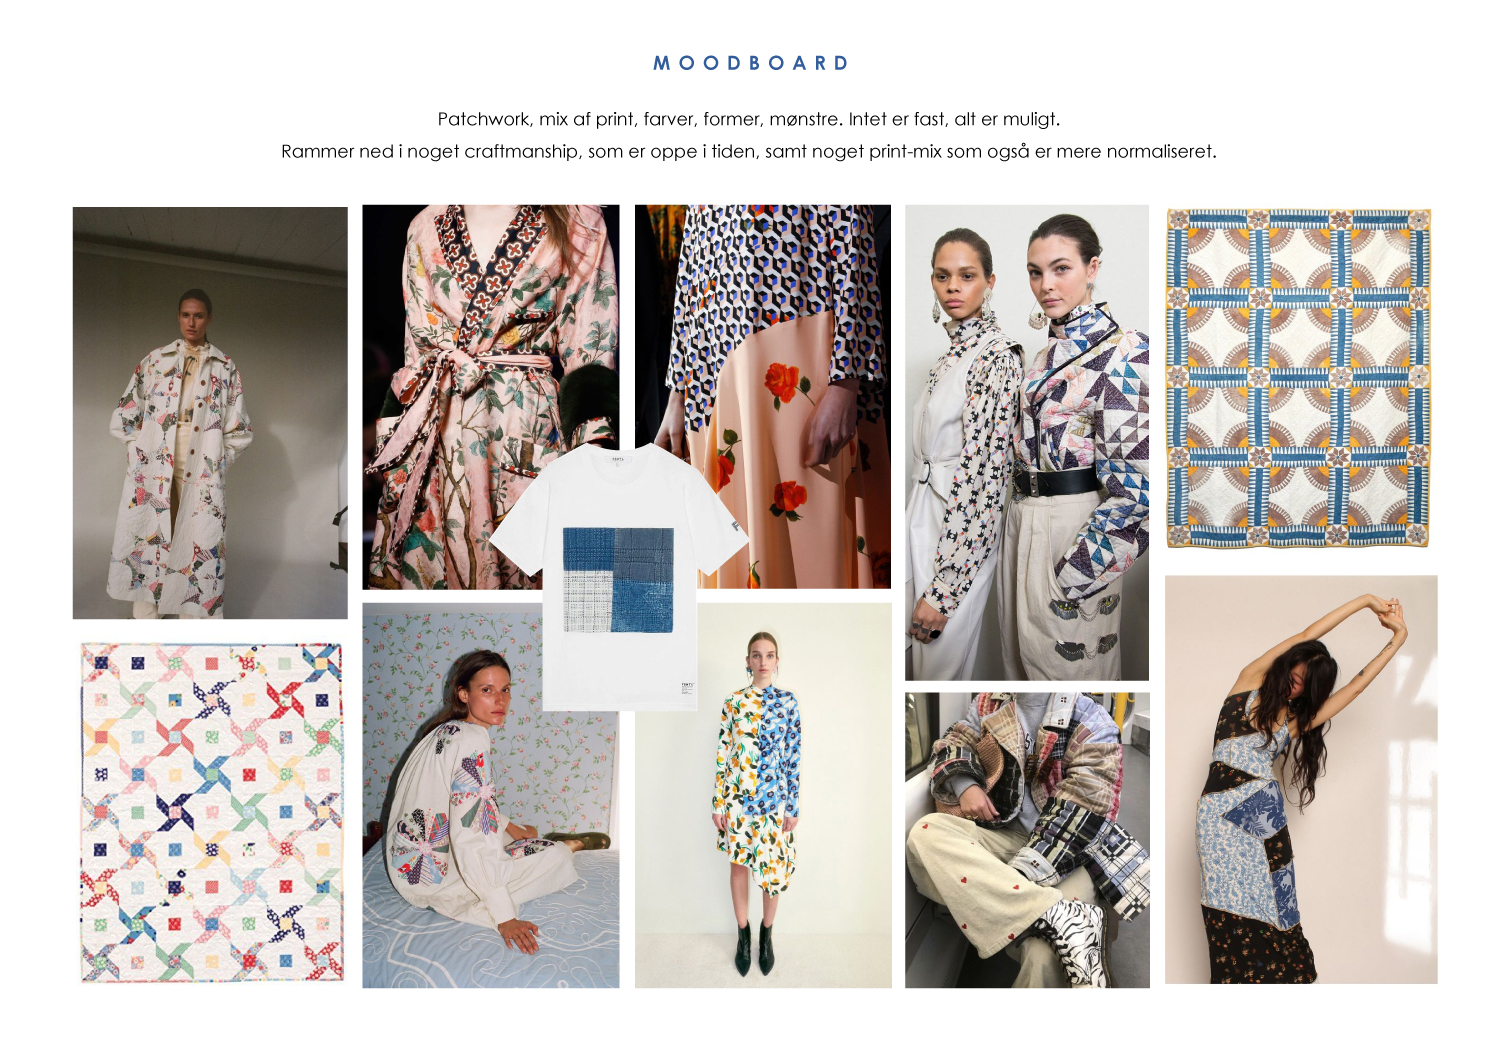 MOODBOARD
Patchwork, mix af print, farver, former, mønstre. Intet er fast, alt er muligt.
Rammer ned i noget craftmanship, som er oppe i tiden, samt noget print-mix som også er mere normaliseret.